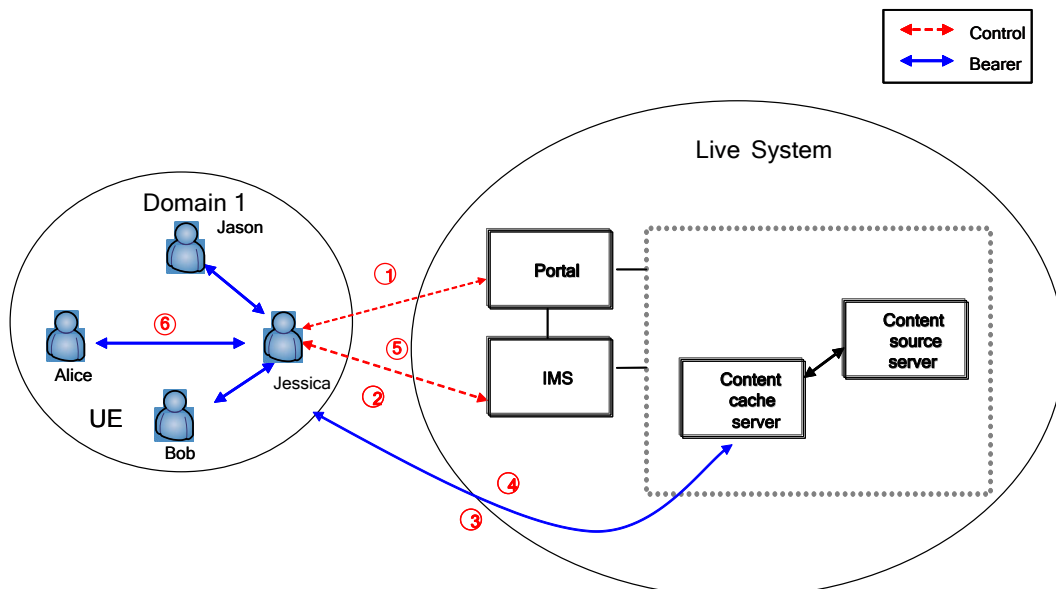 Control
Bearer
Live System
Domain 1
Jason
①
Portal
⑥
⑤
Content
source
server
Alice
Jessica
IMS
②
Content
cache
server
UE
Bob
④
③